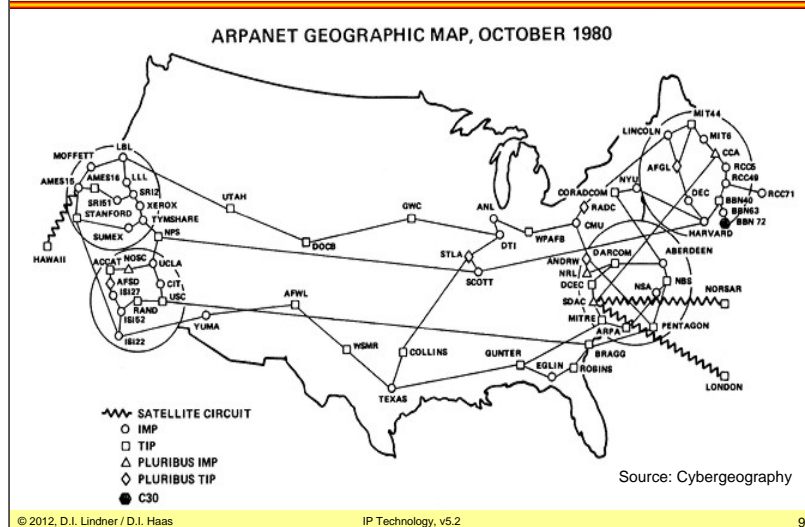 ARPANET GEOGRAPHIC MAP, OCTOBER 1980
MIT44
LINCOLN
MIT6
CCA
RCC5
AFGL
RCC49
RCC71
DEC
BBN40
BBN63
BBN 72
HARVARD
NYU
CORADCOM
RADC
CMU
LBL
MOFFETT
LLL
AMES16
AMES15
SRI2
SRI51
XEROX
STANFORD
TYMSHARE
SUMEX
NPS
HAWAII
UTAH
GWC
DOCB
ANL
WPAFB
DTI
STLA
SCOTT
ABERDEEN
DARCOM
ANDRW
NRL
NBS
DCEC
NSA
NORSAR
SDAC
MITRE
ARPA
PENTAGON
LONDON
NOSC
ACCAT
UCLA
AFSD
CIT
ISI27
RAND
USC
ISI52
ISI22
YUMA
AFWL
WSMR
COLLINS
TEXAS
GUNTER
EGLIN
ROBINS
BRAGG
SATELLITE CIRCUIT
IMP
TIP
PLURIBUS IMP
PLURIBUS TIP
C30
Source: Cybergeography
© 2012, D.I. Lindner / D.I. Haas
IP Technology, v5.2
9